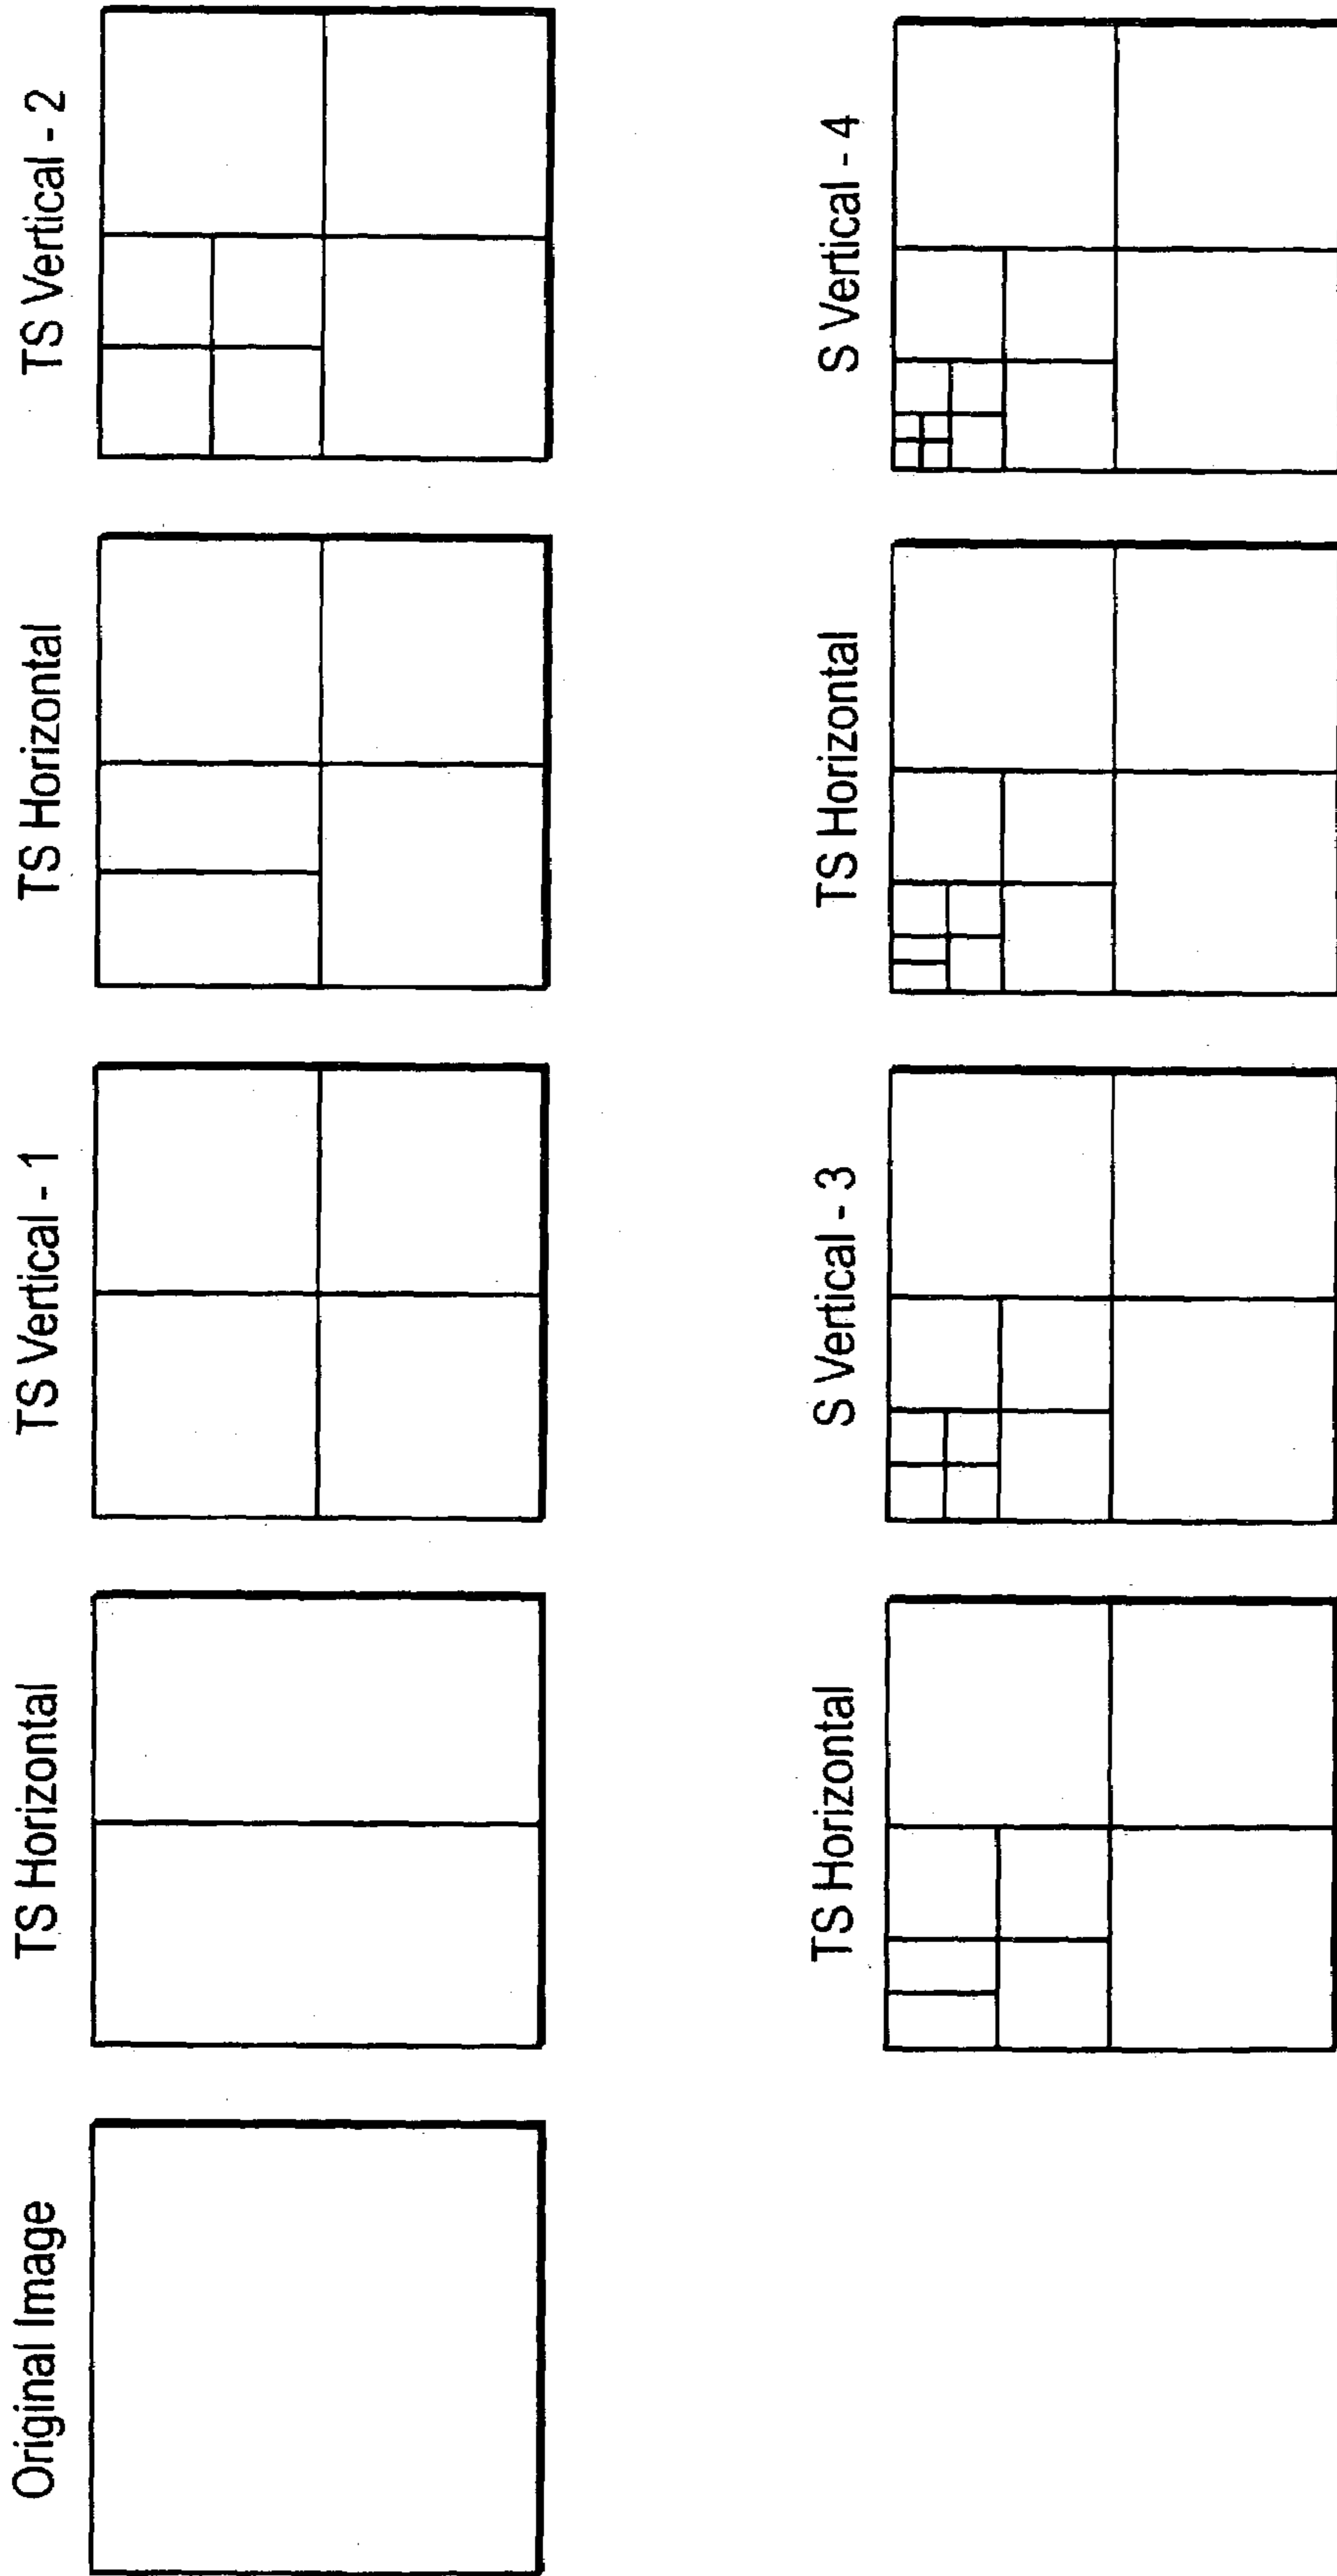 Original Image
TS Horizontal
TS Vertical - 1
TS Horizontal
TS Vertical - 2
TS Horizontal
S Vertical - 3
TS Horizontal
S Vertical - 4